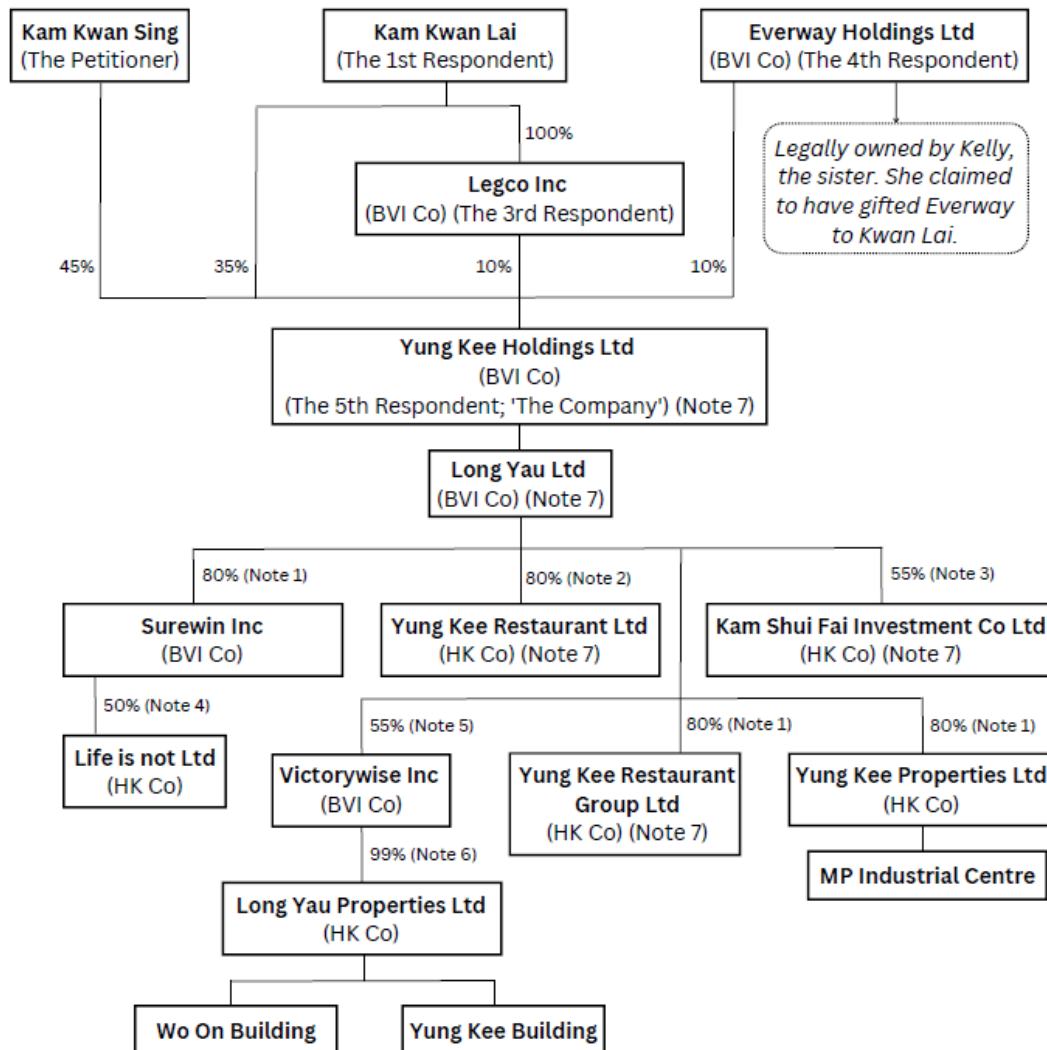 Kam Kwan Sing
(The Petitioner)
Kam Kwan Lai
(The 1st Respondent)
Everway Holdings Ltd
(BVI Co) (The 4th Respondent)
100%
Legally owned by Kelly,
the sister. She claimed
to have gifted Everway
to Kwan Lai.
Legco Inc
(BVI Co) (The 3rd Respondent)
45%
35%
10%
10%
Yung Kee Holdings Ltd
(BVI Co)
(The 5th Respondent; 'The Company') (Note 7)
Long Yau Ltd
(BVI Co) (Note 7)
80% (Note 1)
80% (Note 2)
55% (Note 3)
Surewin Inc
(BVI Co)
Yung Kee Restaurant Ltd
(HK Co) (Note 7)
Kam Shui Fai Investment Co Ltd
(HK Co) (Note 7)
50% (Note 4)
55% (Note 5)
80% (Note 1)
80% (Note 1)
Life is not Ltd
(HK Co)
Victorywise Inc
(BVI Co)
Yung Kee Restaurant
Group Ltd
(HK Co) (Note 7)
Yung Kee Properties Ltd
(HK Co)
99% (Note 6)
MP Industrial Centre
Long Yau Properties Ltd
(HK Co)
Wo On Building
Yung Kee Building